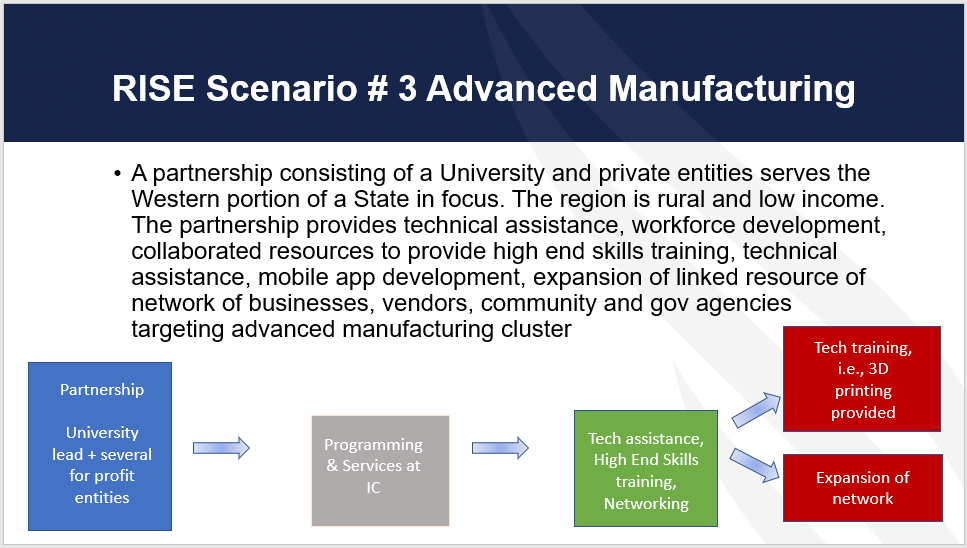 RISE Scenario # 3 Advanced Manufacturing
• A partnership consisting of a University and private entities serves the
Western portion of a State in focus. The region is rural and low income.
The partnership provides technical assistance, workforce development,
collaborated resources to provide high end skills training, technical
assistance, mobile app development, expansion of linked resource of
network of businesses, vendors, community and gov agencies
targeting advanced manufacturing cluster
Partnership
University
lead + several
for profit
entities
Programming
& Services at
IC
Tech assistance,
High End Skills
training,
Networking
Tech training,
i.e., 3D
printing
provided
Expansion of
network